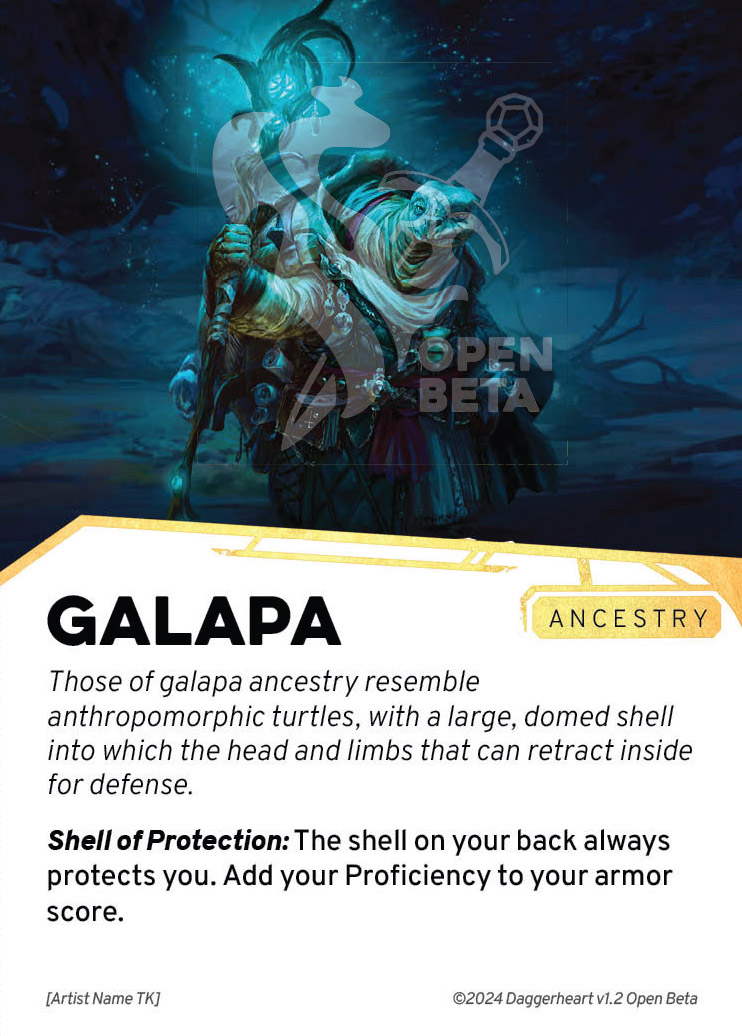 OPEN
BETA
GALAPA
ANCESTRY
Those of galapa ancestry resemble
anthropomorphic turtles, with a large, domed shell
into which the head and limbs that can retract inside
for defense.
Shell of Protection: The shell on your back always
protects you. Add your Proficiency to your armor
score.
[Artist Name TK]
©2024 Daggerheart v1.2 Open Beta